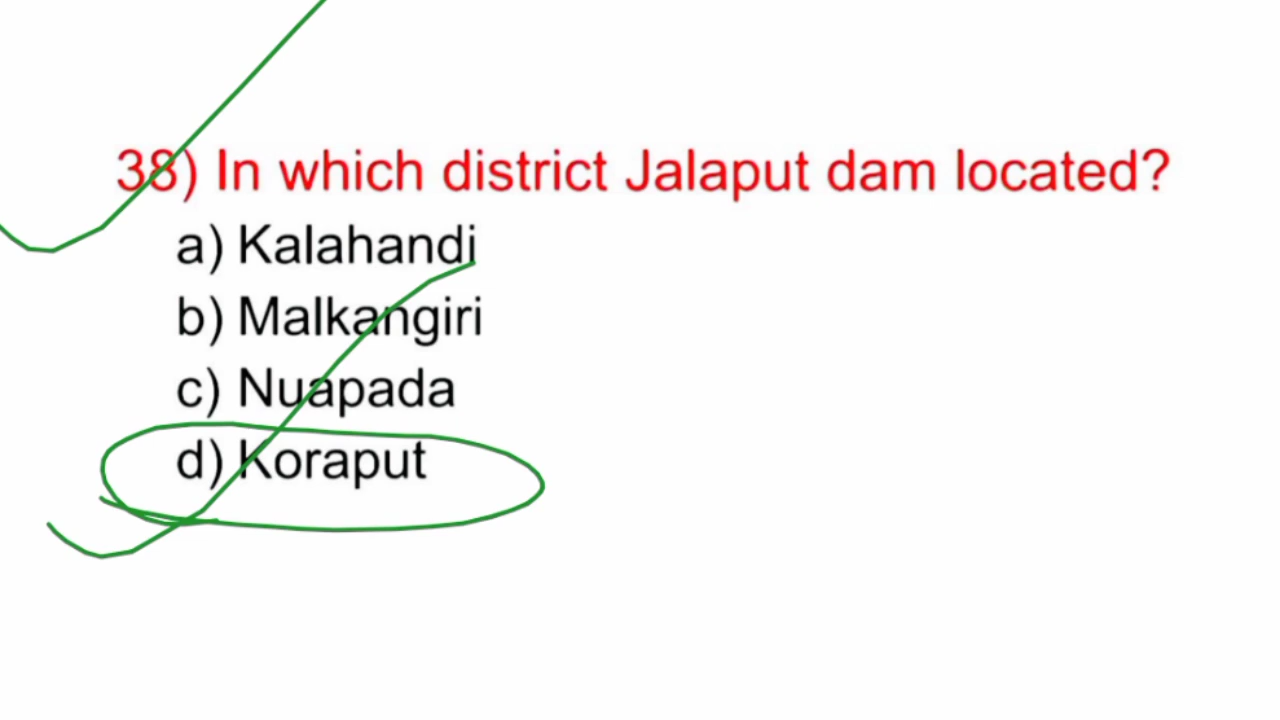 38) In which district Jalaput dam located?
a) Kalahandi
b) Malkangiri
c) Nuapada
d) Koraput